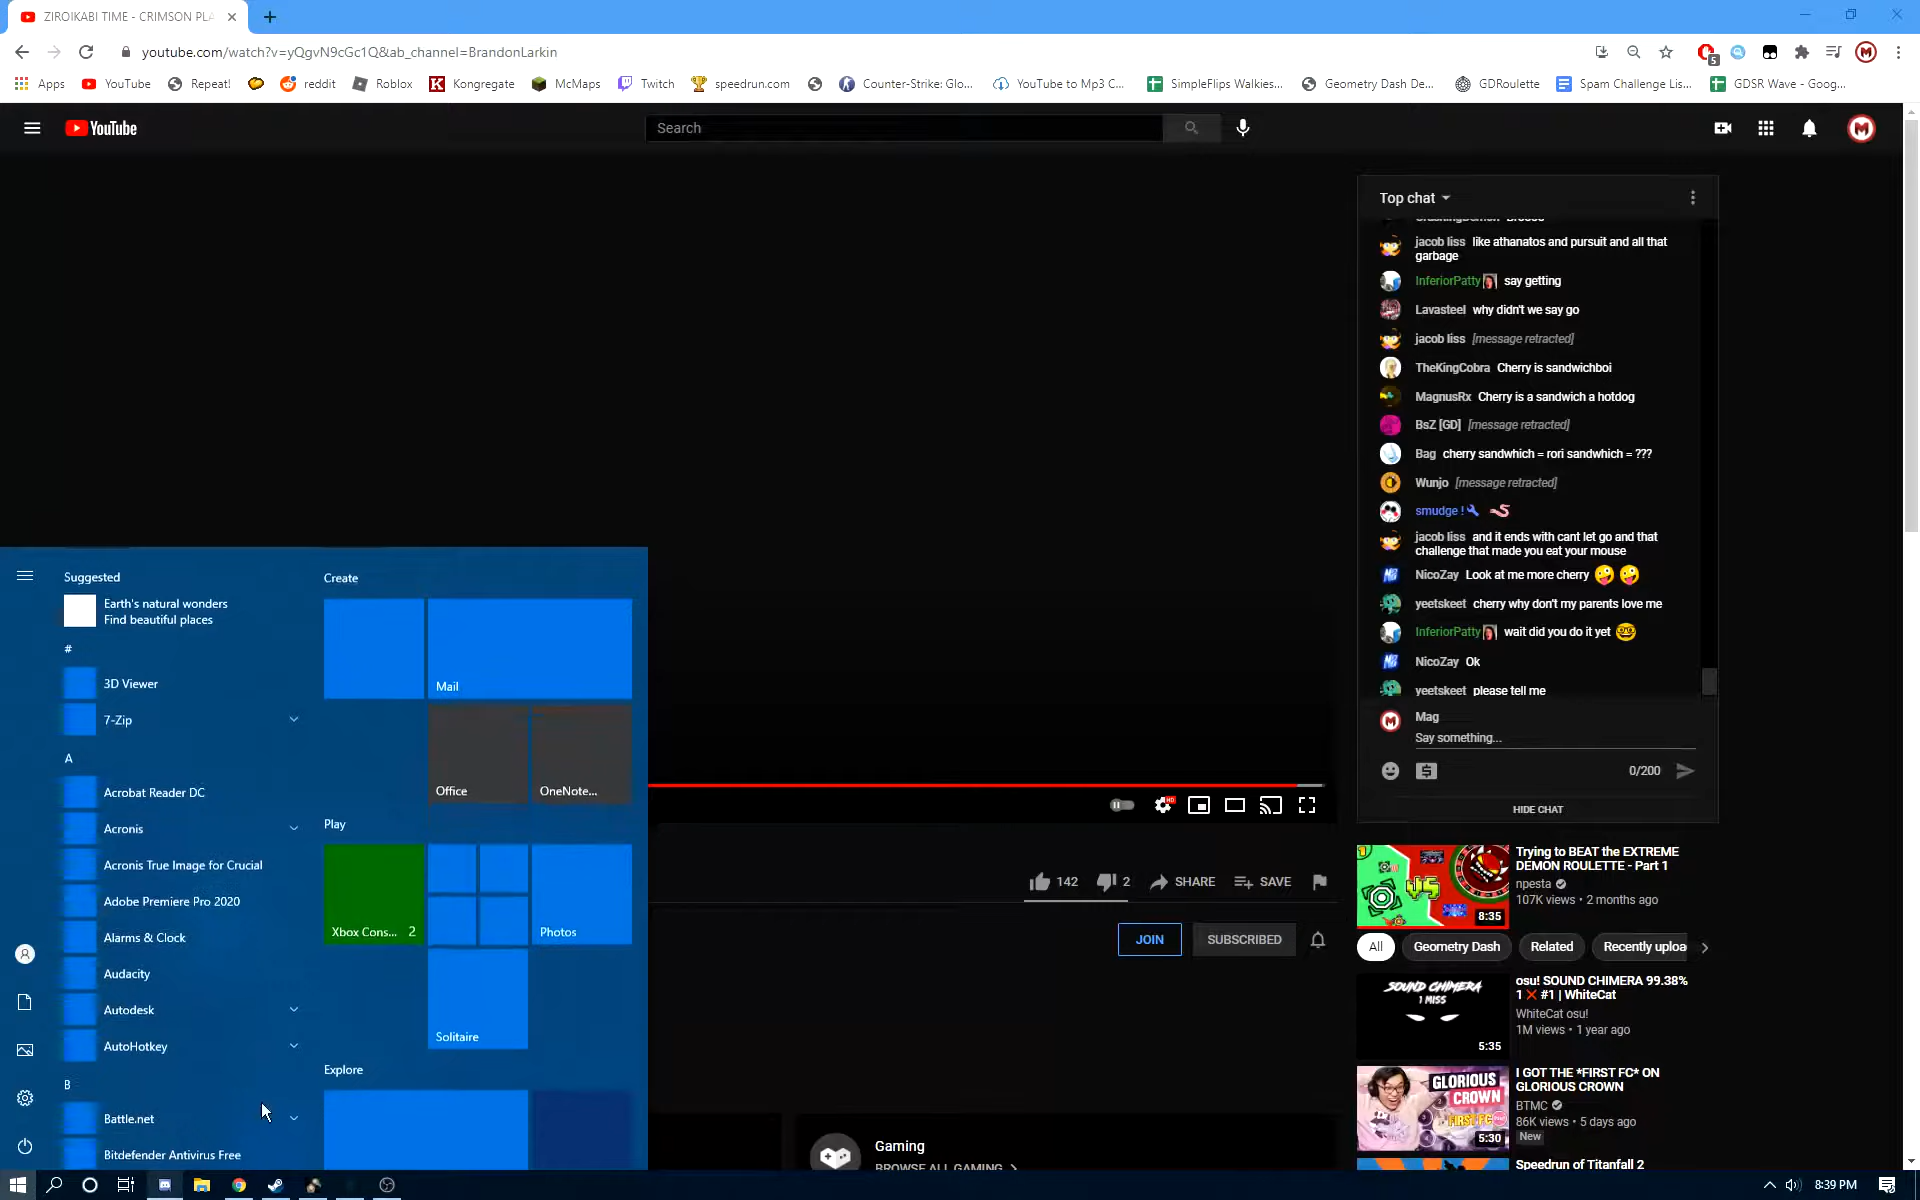 ZIROIKABI TIME - CRIMSON PLA
youtube.com/watch?v=yQgvN9cGc1Q&ab_channel=BrandonLarkin
5
Apps YouTube Repeat! reddit Roblox Kongregate McMaps Twitch speedrun.com Counter-Strike: Glo... YouTube to Mp3 C... SimpleFlips Walkies... Geometry Dash De... GDRoulette Spam Challenge Lis... GDSR Wave - Goog...
YouTube
Search
Top chat
jacob liss like athanatos and pursuit and all that
garbage
InferiorPatty say getting
Lavasteel why didn't we say go
jacob liss [message retracted]
TheKingCobra Cherry is sandwichboi
MagnusRx Cherry is a sandwich a hotdog
BsZ [GD] [message retracted]
Bag cherry sandwhich = rori sandwhich = ???
Wunjo [message retracted]
smudge !
jacob liss and it ends with cant let go and that
challenge that made you eat your mouse
NicoZay Look at me more cherry
yeetskeet cherry why don't my parents love me
InferiorPatty wait did you do it yet
NicoZay Ok
yeetskeet please tell me
Mag
Say something...
0/200
HIDE CHAT
Suggested
Earth's natural wonders
Find beautiful places
#
3D Viewer
7-Zip
A
Acrobat Reader DC
Acronis
Acronis True Image for Crucial
Adobe Premiere Pro 2020
Alarms & Clock
Audacity
Autodesk
AutoHotkey
B
Battle.net
Bitdefender Antivirus Free
Create
Mail
Office
OneNote...
Play
Xbox Cons... 2
Photos
Solitaire
Explore
HD
142
2
SHARE
SAVE
JOIN
SUBSCRIBED
Gaming
BROWSE ALL GAMING
VS
8:35
Trying to BEAT the EXTREME
DEMON ROULETTE - Part 1
npesta
107K views • 2 months ago
All
Geometry Dash
Related
Recently uploa
SOUND CHIMERA
1 MISS
5:35
osu! SOUND CHIMERA 99.38%
1 #1 | WhiteCat
WhiteCat osu!
1M views • 1 year ago
GLORIOUS
CROWN
FIRST FC
5:30
I GOT THE *FIRST FC* ON
GLORIOUS CROWN
BTMC
86K views • 5 days ago
New
Speedrun of Titanfall 2
8:39 PM